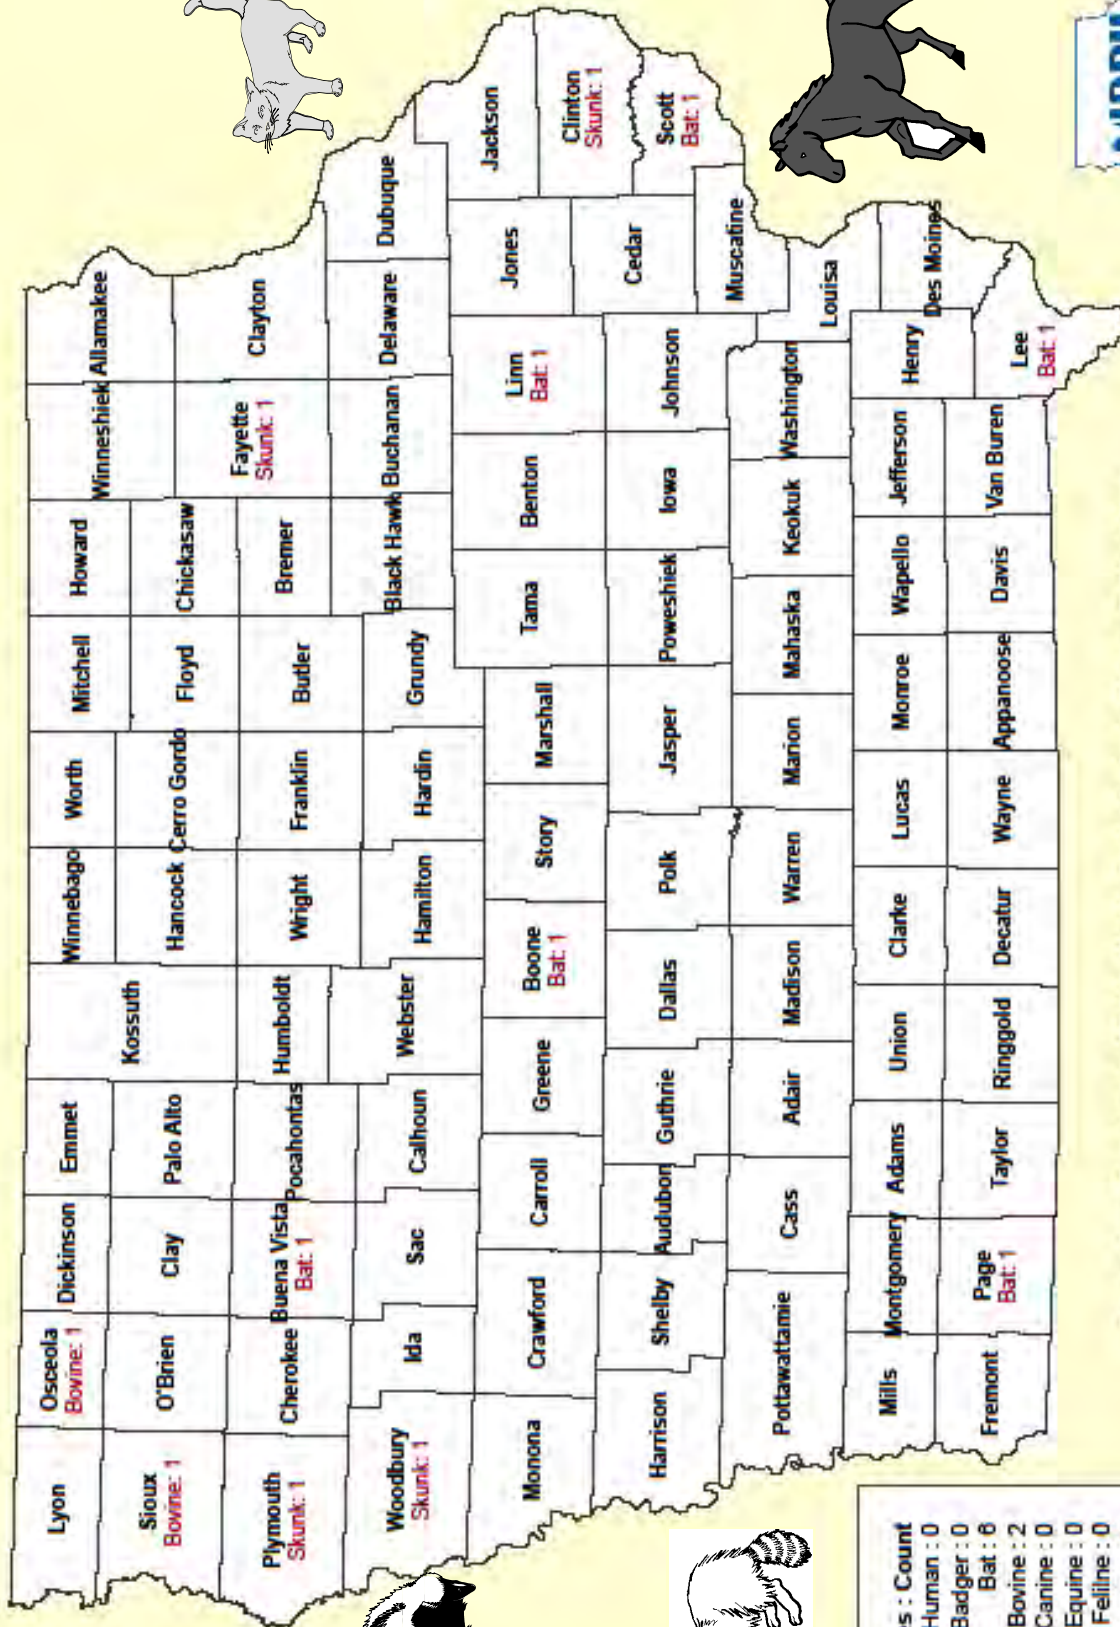 Lyon
Osceola
Bovine: 1
Dickinson
Emmet
Kossuth
Winnebago
Worth
Mitchell
Howard
Winneshiek
Allamakee
Sioux
Bovine: 1
O'Brien
Clay
Palo Alto
Hancock
Cerro Gordo
Floyd
Chickasaw
Fayette
Skunk: 1
Clayton
Plymouth
Skunk: 1
Cherokee
Buena Vista
Bat: 1
Pocahontas
Humboldt
Wright
Franklin
Butler
Bremer
Woodbury
Skunk: 1
Ida
Sac
Calhoun
Webster
Hamilton
Hardin
Grundy
Black Hawk
Buchanan
Delaware
Dubuque
Monona
Crawford
Carroll
Greene
Boone
Bat: 1
Story
Marshall
Tama
Benton
Linn
Bat: 1
Jones
Jackson
Clinton
Skunk: 1
Harrison
Shelby
Audubon
Guthrie
Dallas
Polk
Jasper
Poweshiek
Iowa
Johnson
Cedar
Scott
Bat: 1
Muscatine
Pottawattamie
Cass
Adair
Madison
Warren
Marion
Mahaska
Keokuk
Washington
Louisa
Mills
Montgomery
Adams
Union
Clarke
Lucas
Monroe
Wapello
Jefferson
Henry
Des Moines
Fremont
Page
Bat: 1
Taylor
Ringgold
Decatur
Wayne
Appanoose
Davis
Van Buren
Lee
Bat: 1
: Count
Human : 0
Badger : 0
Bat : 6
Bovine : 2
Canine : 0
Equine : 0
Feliine : 0